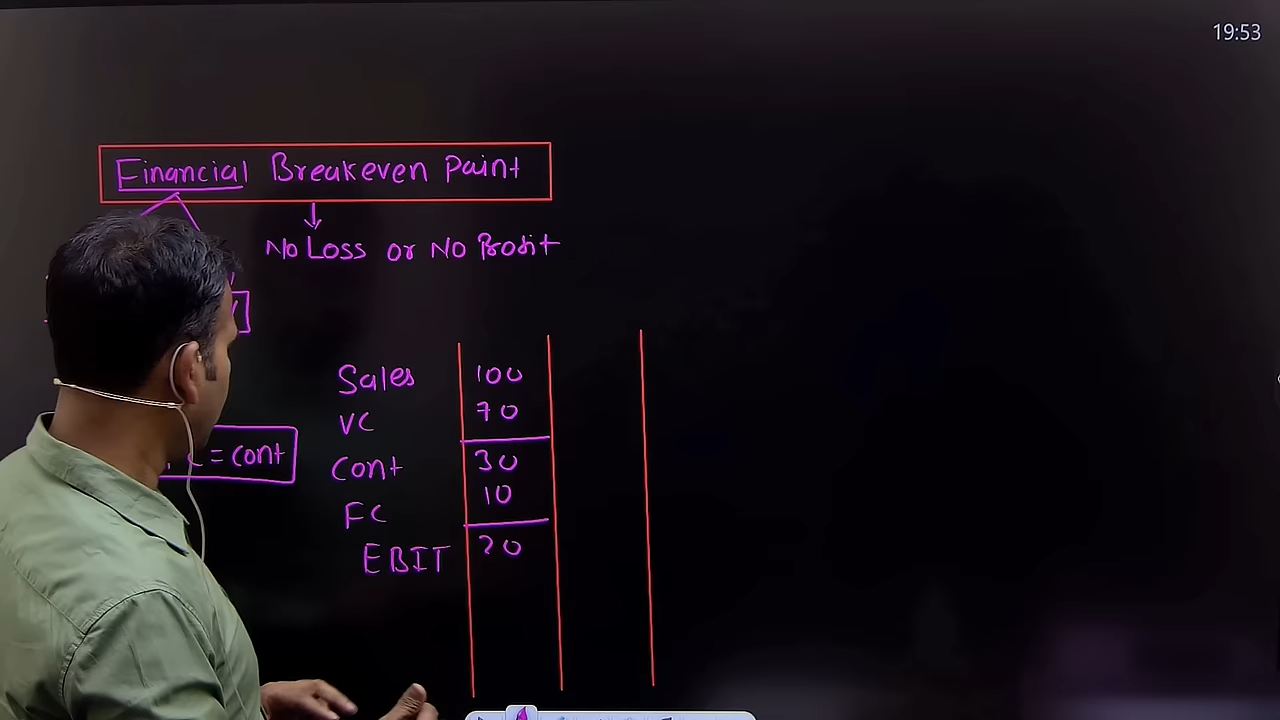 19:53
Financial Breakeven Paint
No Loss or No Profit
= Cont
Sales 100
VC 70
Cont 30
FC 10
EBIT 20